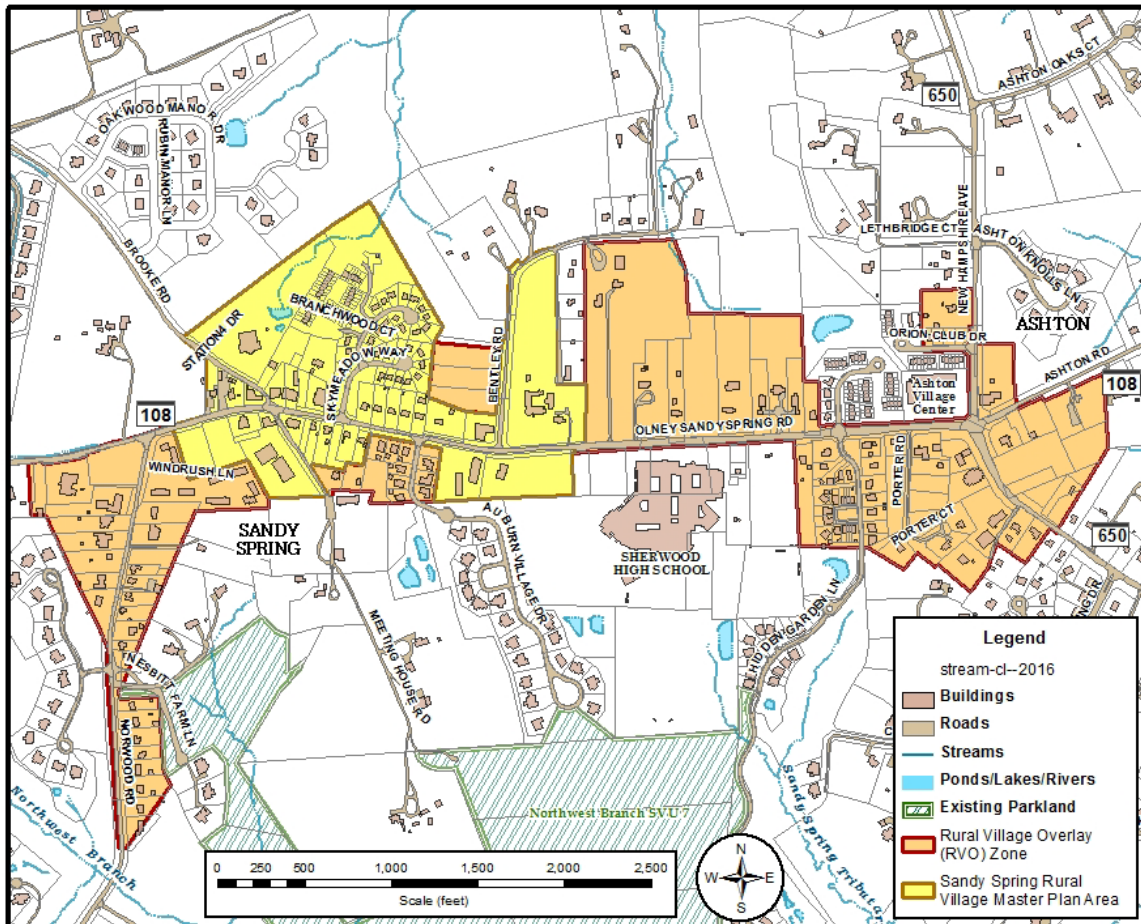 ASHTON OAKS CT
650
OAKWOOD MANOR DR
RUBIN MANOR LN
BROOKE RD
LETHBRIDGE CT
NEW HAMPSHIRE AVE
ASHTON KNOLLS LN
ASHTON
ORION CLUB DR
ASHTON RD
108
BRANCHWOOD CT
STATION 4 DR
SKYMEADOW WAY
BENTLEY RD
Ashton
Village
Center
108
OLNEY SANDY SPRING RD
WINDRUSH LN
PORTER RD
PORTER CT
650
SANDY
SPRING
AUBURN VILLAGE DR
SHERWOOD
HIGH SCHOOL
HIDDEN GARDEN LN
MEETING HOUSE RD
NESBITT FARM LN
NORWOOD RD
Northwest Branch
Northwest Branch SVU 7
Sandy Spring Tributar
N
W E
S
0 250 500 1,000 1,500 2,000 2,500
Scale (feet)
Legend
stream-cl--2016
Buildings
Roads
Streams
Ponds/Lakes/Rivers
Existing Parkland
Rural Village Overlay
(RVO) Zone
Sandy Spring Rural
Village Master Plan Area